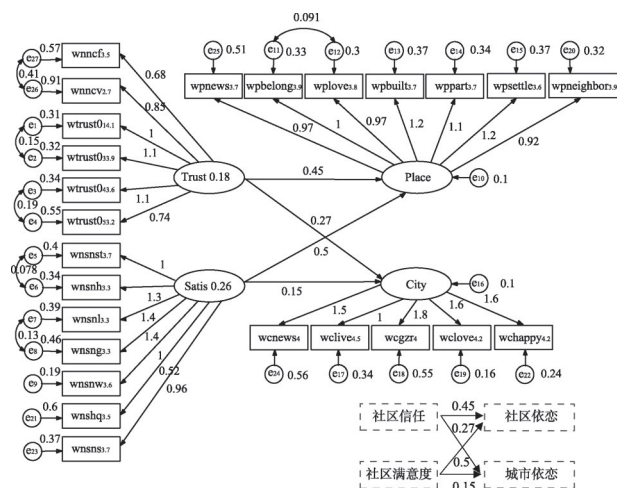 0.091
e25 0.51 e11 0.33 e12 0.3 e13 0.37 e14 0.34 e15 0.37 e20 0.32
wpnews3.7 wpbelong3.9 wplove3.8 wpbuilt3.7 wppart3.7 wpsettle3.6 wpneighbor3.9
0.97 1 0.97 1.2 1.1 1.2 0.92
e27 0.57 wnncf3.5 0.68
0.41
e26 0.91 wnncv2.7 0.85
e1 0.31 wtrust014.1 1
0.15
e2 0.32 wtrust033.9 1.1
e3 0.34 wtrust043.6 1.1
0.19
e4 0.55 wtrust053.2 0.74
Trust 0.18 0.45 Place e10 0.1
0.27
0.5
e5 0.4 wnsnst3.7 1
0.078
e6 0.34 wnsnh3.3 1.3
e7 0.39 wnsnl3.3 1.4
0.13
e8 0.46 wnsng3.3 1.4
e9 0.19 wnsnw3.6 1
e21 0.6 wnshq3.5 0.52
e23 0.37 wnsns3.7 0.96
Satis 0.26 0.15 City e16 0.1
1.5 1 1.8 1.6 1.6
wcnews4 wclive4.5 wcgzr4 wclove4.2 wchappy4.2
e24 0.56 e17 0.34 e18 0.55 e19 0.16 e22 0.24
社区信任 0.45 社区依恋
0.27
0.5
社区满意度 0.15 城市依恋